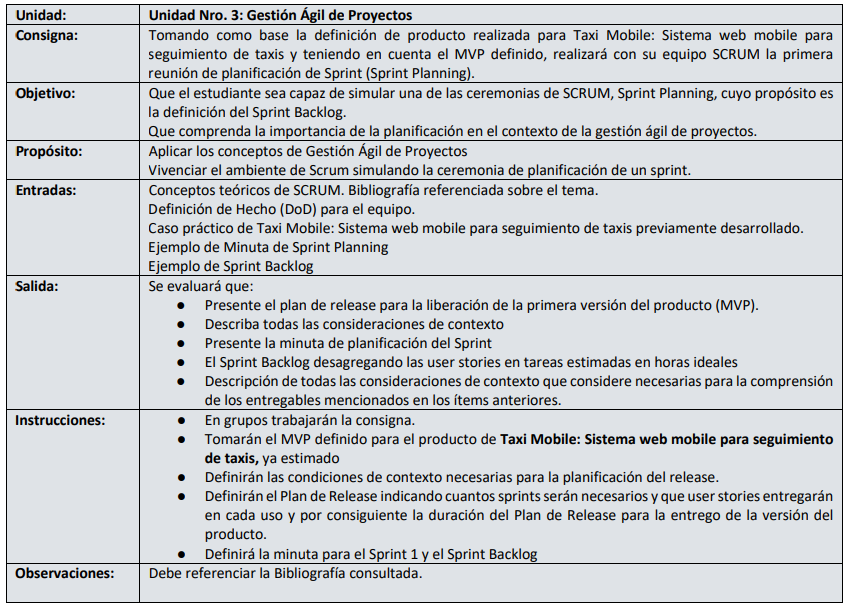 Unidad: Unidad Nro. 3: Gestión Ágil de Proyectos
Consigna: Tomando como base la definición de producto realizada para Taxi Mobile: Sistema web mobile para
seguimiento de taxis y teniendo en cuenta el MVP definido, realizará con su equipo SCRUM la primera
reunión de planificación de Sprint (Sprint Planning).
Objetivo: Que el estudiante sea capaz de simular una de las ceremonias de SCRUM, Sprint Planning, cuyo propósito es
la definición del Sprint Backlog.
Que comprenda la importancia de la planificación en el contexto de la gestión ágil de proyectos.
Propósito: Aplicar los conceptos de Gestión Ágil de Proyectos
Vivenciar el ambiente de Scrum simulando la ceremonia de planificación de un sprint.
Entradas: Conceptos teóricos de SCRUM. Bibliografía referenciada sobre el tema.
Definición de Hecho (DoD) para el equipo.
Caso práctico de Taxi Mobile: Sistema web mobile para seguimiento de taxis previamente desarrollado.
Ejemplo de Minuta de Sprint Planning
Ejemplo de Sprint Backlog
Salida: Se evaluará que:
● Presente el plan de release para la liberación de la primera versión del producto (MVP).
● Describa todas las consideraciones de contexto
● Presente la minuta de planificación del Sprint
● El Sprint Backlog desagregando las user stories en tareas estimadas en horas ideales
● Descripción de todas las consideraciones de contexto que considere necesarias para la comprensión
de los entregables mencionados en los ítems anteriores.
Instrucciones: ● En grupos trabajarán la consigna.
● Tomarán el MVP definido para el producto de Taxi Mobile: Sistema web mobile para seguimiento
de taxis, ya estimado
● Definirán las condiciones de contexto necesarias para la planificación del release.
● Definirán el Plan de Release indicando cuantos sprints serán necesarios y que user stories entregarán
en cada uso y por consiguiente la duración del Plan de Release para la entrego de la versión del
producto.
● Definirá la minuta para el Sprint 1 y el Sprint Backlog
Observaciones: Debe referenciar la Bibliografía consultada.